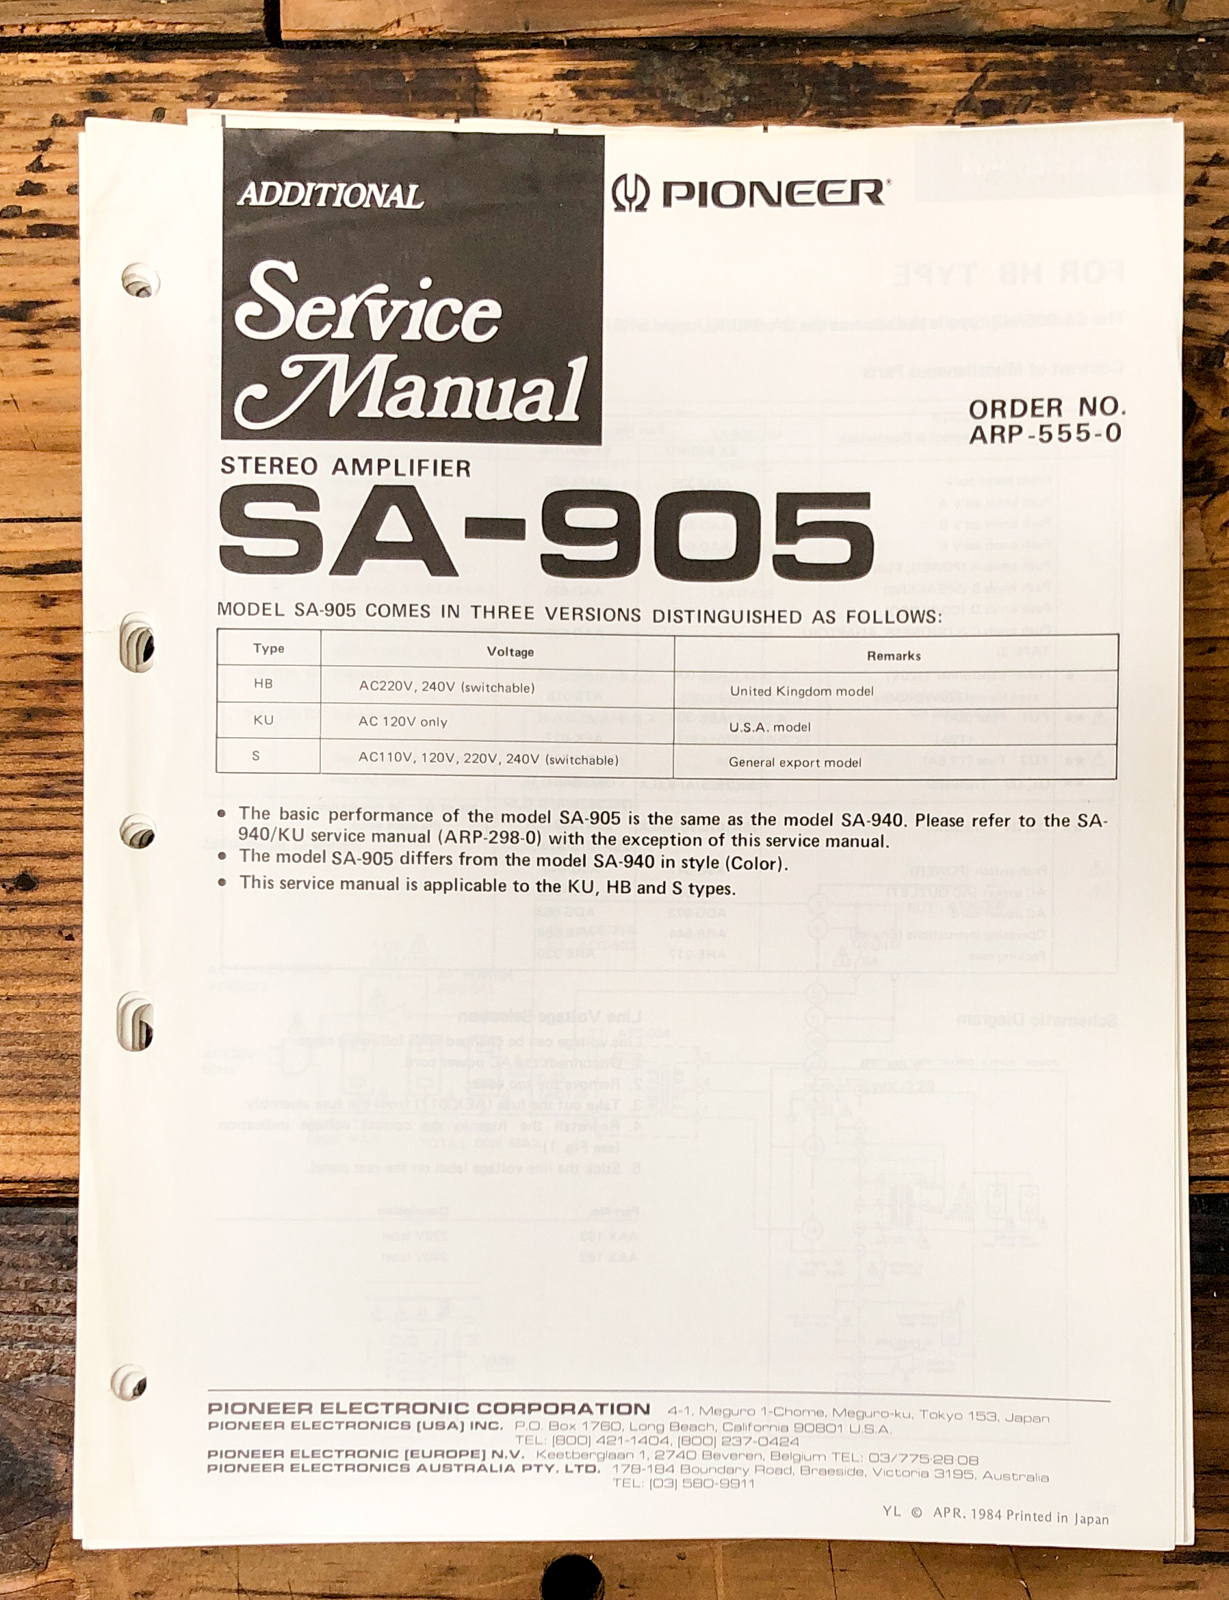 ADDITIONAL
Service
Manual
PIONEER®
ORDER NO.
ARP-555-0
STEREO AMPLIFIER
SA-905
MODEL SA-905 COMES IN THREE VERSIONS DISTINGUISHED AS FOLLOWS:
Type Voltage Remarks
HB AC220V, 240V (switchable) United Kingdom model
KU AC 120V only U.S.A. model
S AC110V, 120V, 220V, 240V (switchable) General export model
• The basic performance of the model SA-905 is the same as the model SA-940. Please refer to the SA-
940/KU service manual (ARP-298-0) with the exception of this service manual.
• The model SA-905 differs from the model SA-940 in style (Color).
• This service manual is applicable to the KU, HB and S types.
PIONEER ELECTRONIC CORPORATION 4-1, Meguro 1-Chome, Meguro-ku, Tokyo 153, Japan
PIONEER ELECTRONICS [USA] INC. P.O. Box 1760, Long Beach, California 90801 U.S.A.
TEL: [800] 421-1404, [800] 237-0424
PIONEER ELECTRONIC [EUROPE] N.V. Keetberglaan 1, 2740 Beveren, Belgium TEL: 03/775·28·08
PIONEER ELECTRONICS AUSTRALIA PTY. LTD. 178-184 Boundary Road, Braeside, Victoria 3195, Australia
TEL: [03] 580-9911
YL © APR. 1984 Printed in Japan